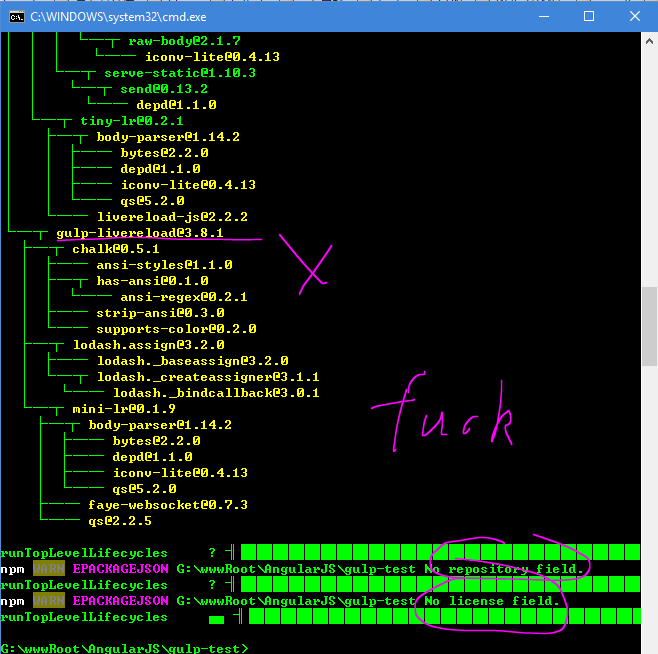 C:\WINDOWS\system32\cmd.exe
raw-body@2.1.7
iconv-lite@0.4.13
serve-static@1.10.3
send@0.13.2
depd@1.1.0
tiny-lr@0.2.1
body-parser@1.14.2
bytes@2.2.0
depd@1.1.0
iconv-lite@0.4.13
qs@5.2.0
livereload-js@2.2.2
gulp-livereload@3.8.1
chalk@0.5.1
ansi-styles@1.1.0
has-ansi@0.1.0
ansi-regex@0.2.1
strip-ansi@0.3.0
supports-color@0.2.0
lodash.assign@3.2.0
lodash._baseassign@3.2.0
lodash._createassigner@3.1.1
lodash._bindcallback@3.0.1
mini-lr@0.1.9
fuck
body-parser@1.14.2
bytes@2.2.0
depd@1.1.0
iconv-lite@0.4.13
qs@5.2.0
faye-websocket@0.7.3
qs@2.2.5
runTopLevelLifecycles ?
npm WARN EPACKAGEJSON G:\wwwRoot\AngularJS\gulp-test No repository field.
runTopLevelLifecycles ?
npm WARN EPACKAGEJSON G:\wwwRoot\AngularJS\gulp-test No license field.
runTopLevelLifecycles
G:\wwwRoot\AngularJS\gulp-test>